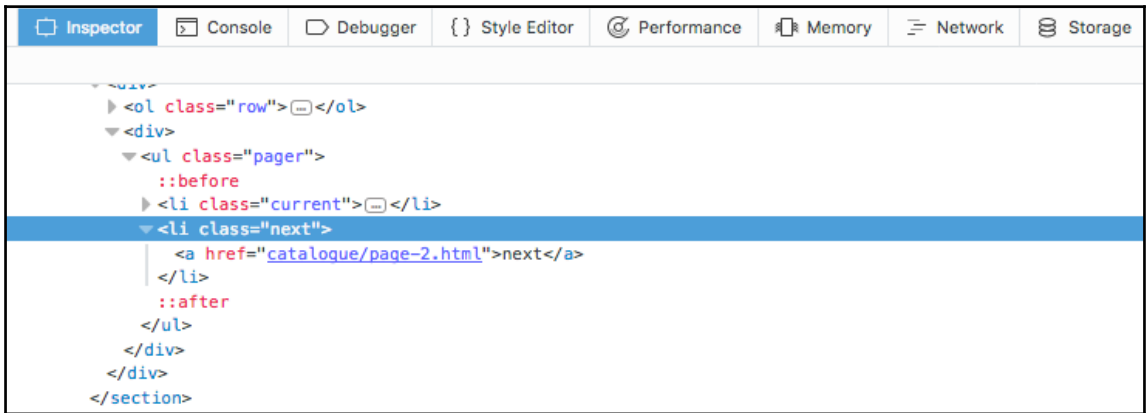 Inspector Console Debugger { } Style Editor Performance Memory Network Storage
<div>
<ol class="row">…</ol>
<div>
<ul class="pager">
::before
<li class="current">…</li>
<li class="next">
<a href="catalogue/page-2.html">next</a>
</li>
::after
</ul>
</div>
</div>
</section>